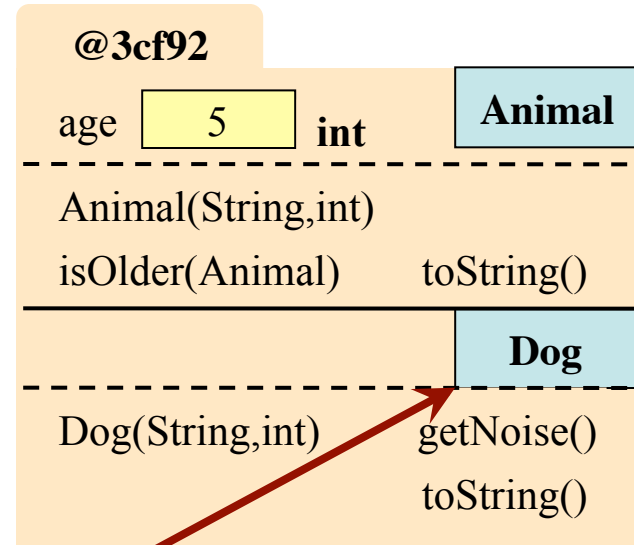 @3cf92
age 5 int Animal
Animal(String,int)
isOlder(Animal) toString()
Dog
Dog(String,int) getNoise()
toString()